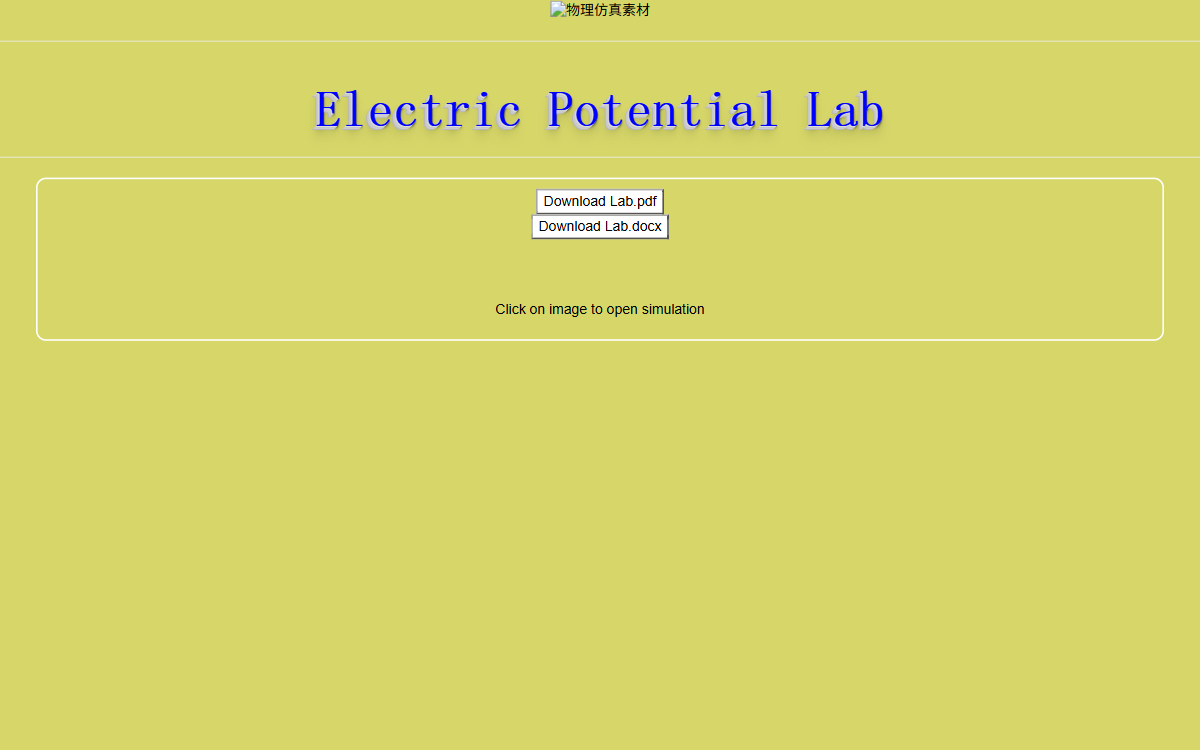 物理仿真素材
Electric Potential Lab
Download Lab.pdf
Download Lab.docx
Click on image to open simulation